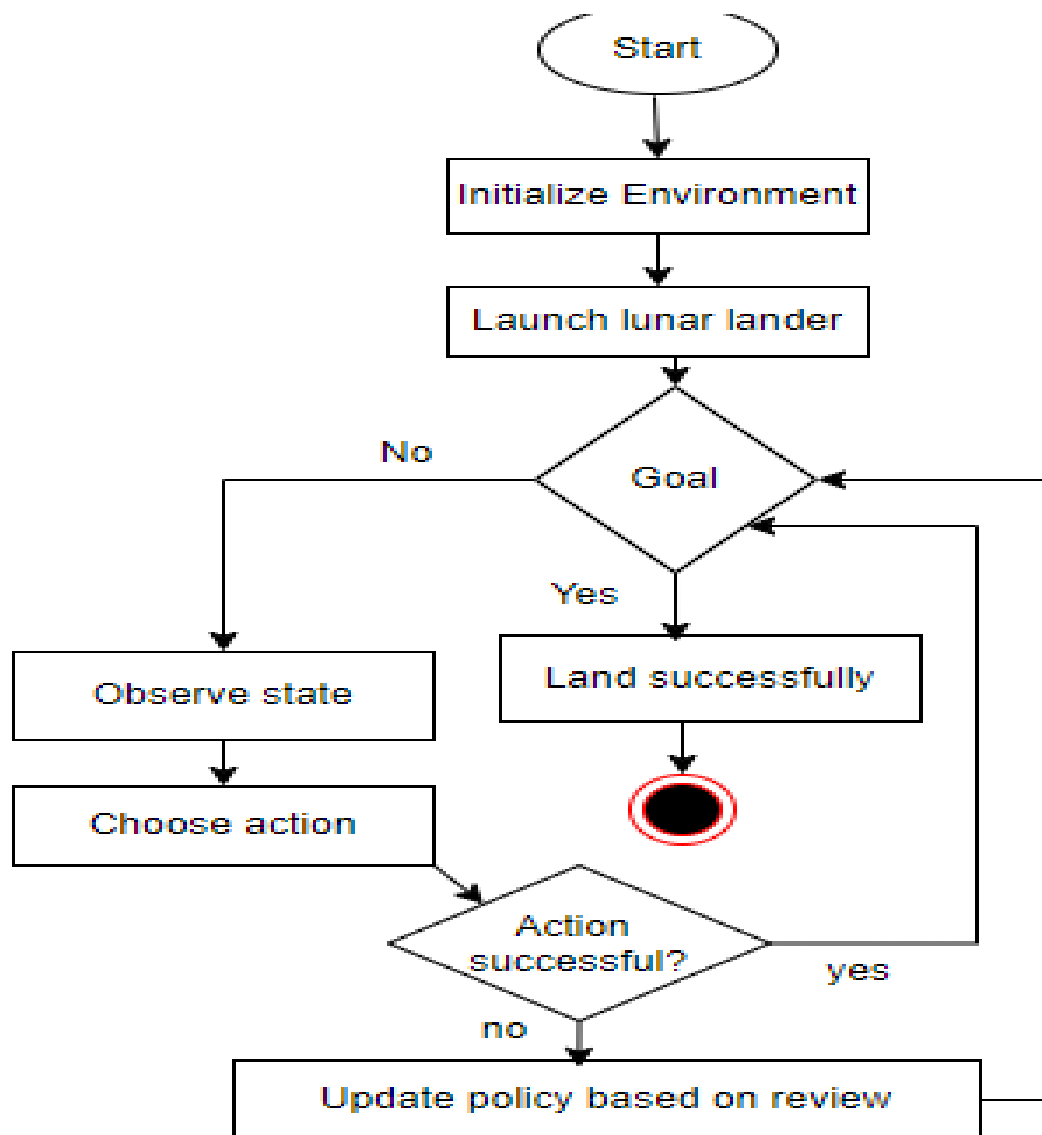 Start
Initialize Environment
Launch lunar lander
No
Goal
Yes
Land successfully
Observe state
Choose action
Action
successful?
yes
no
Update policy based on review